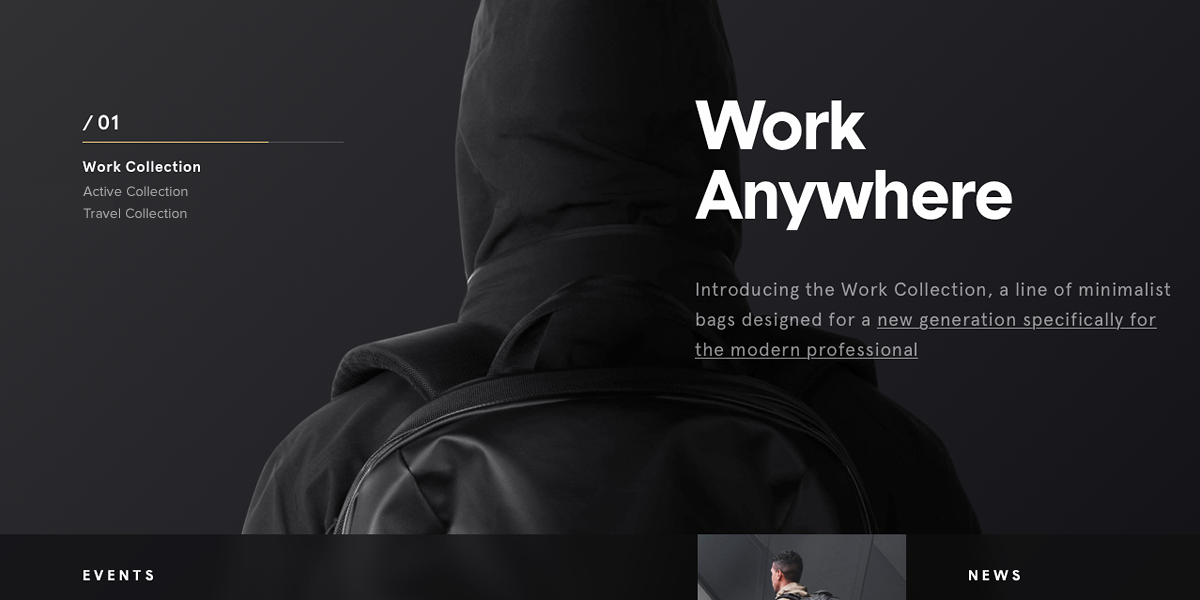 / 01
Work Collection
Active Collection
Travel Collection
Work
Anywhere
Introducing the Work Collection, a line of minimalist
bags designed for a new generation specifically for
the modern professional
EVENTS
NEWS